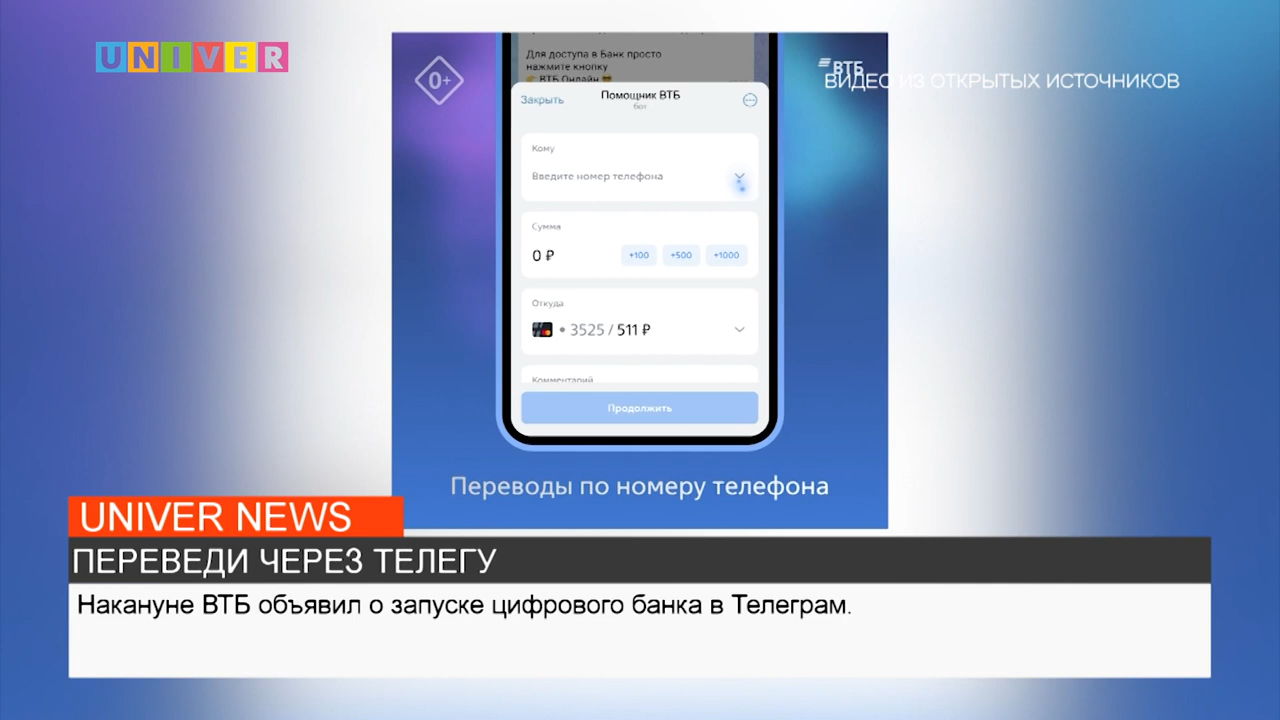 UNIVER
0+
ВТБ
ВИДЕО ИЗ ОТКРЫТЫХ ИСТОЧНИКОВ
Для доступа в Банк просто
нажмите кнопку
👉 ВТБ Онлайн 😎
Закрыть
Помощник ВТБ
бот
Кому
Введите номер телефона
Сумма
0 ₽
+100 +500 +1000
Откуда
• 3525 / 511 ₽
Комментарий
Продолжить
Переводы по номеру телефона
UNIVER NEWS
ПЕРЕВЕДИ ЧЕРЕЗ ТЕЛЕГУ
Накануне ВТБ объявил о запуске цифрового банка в Телеграм.